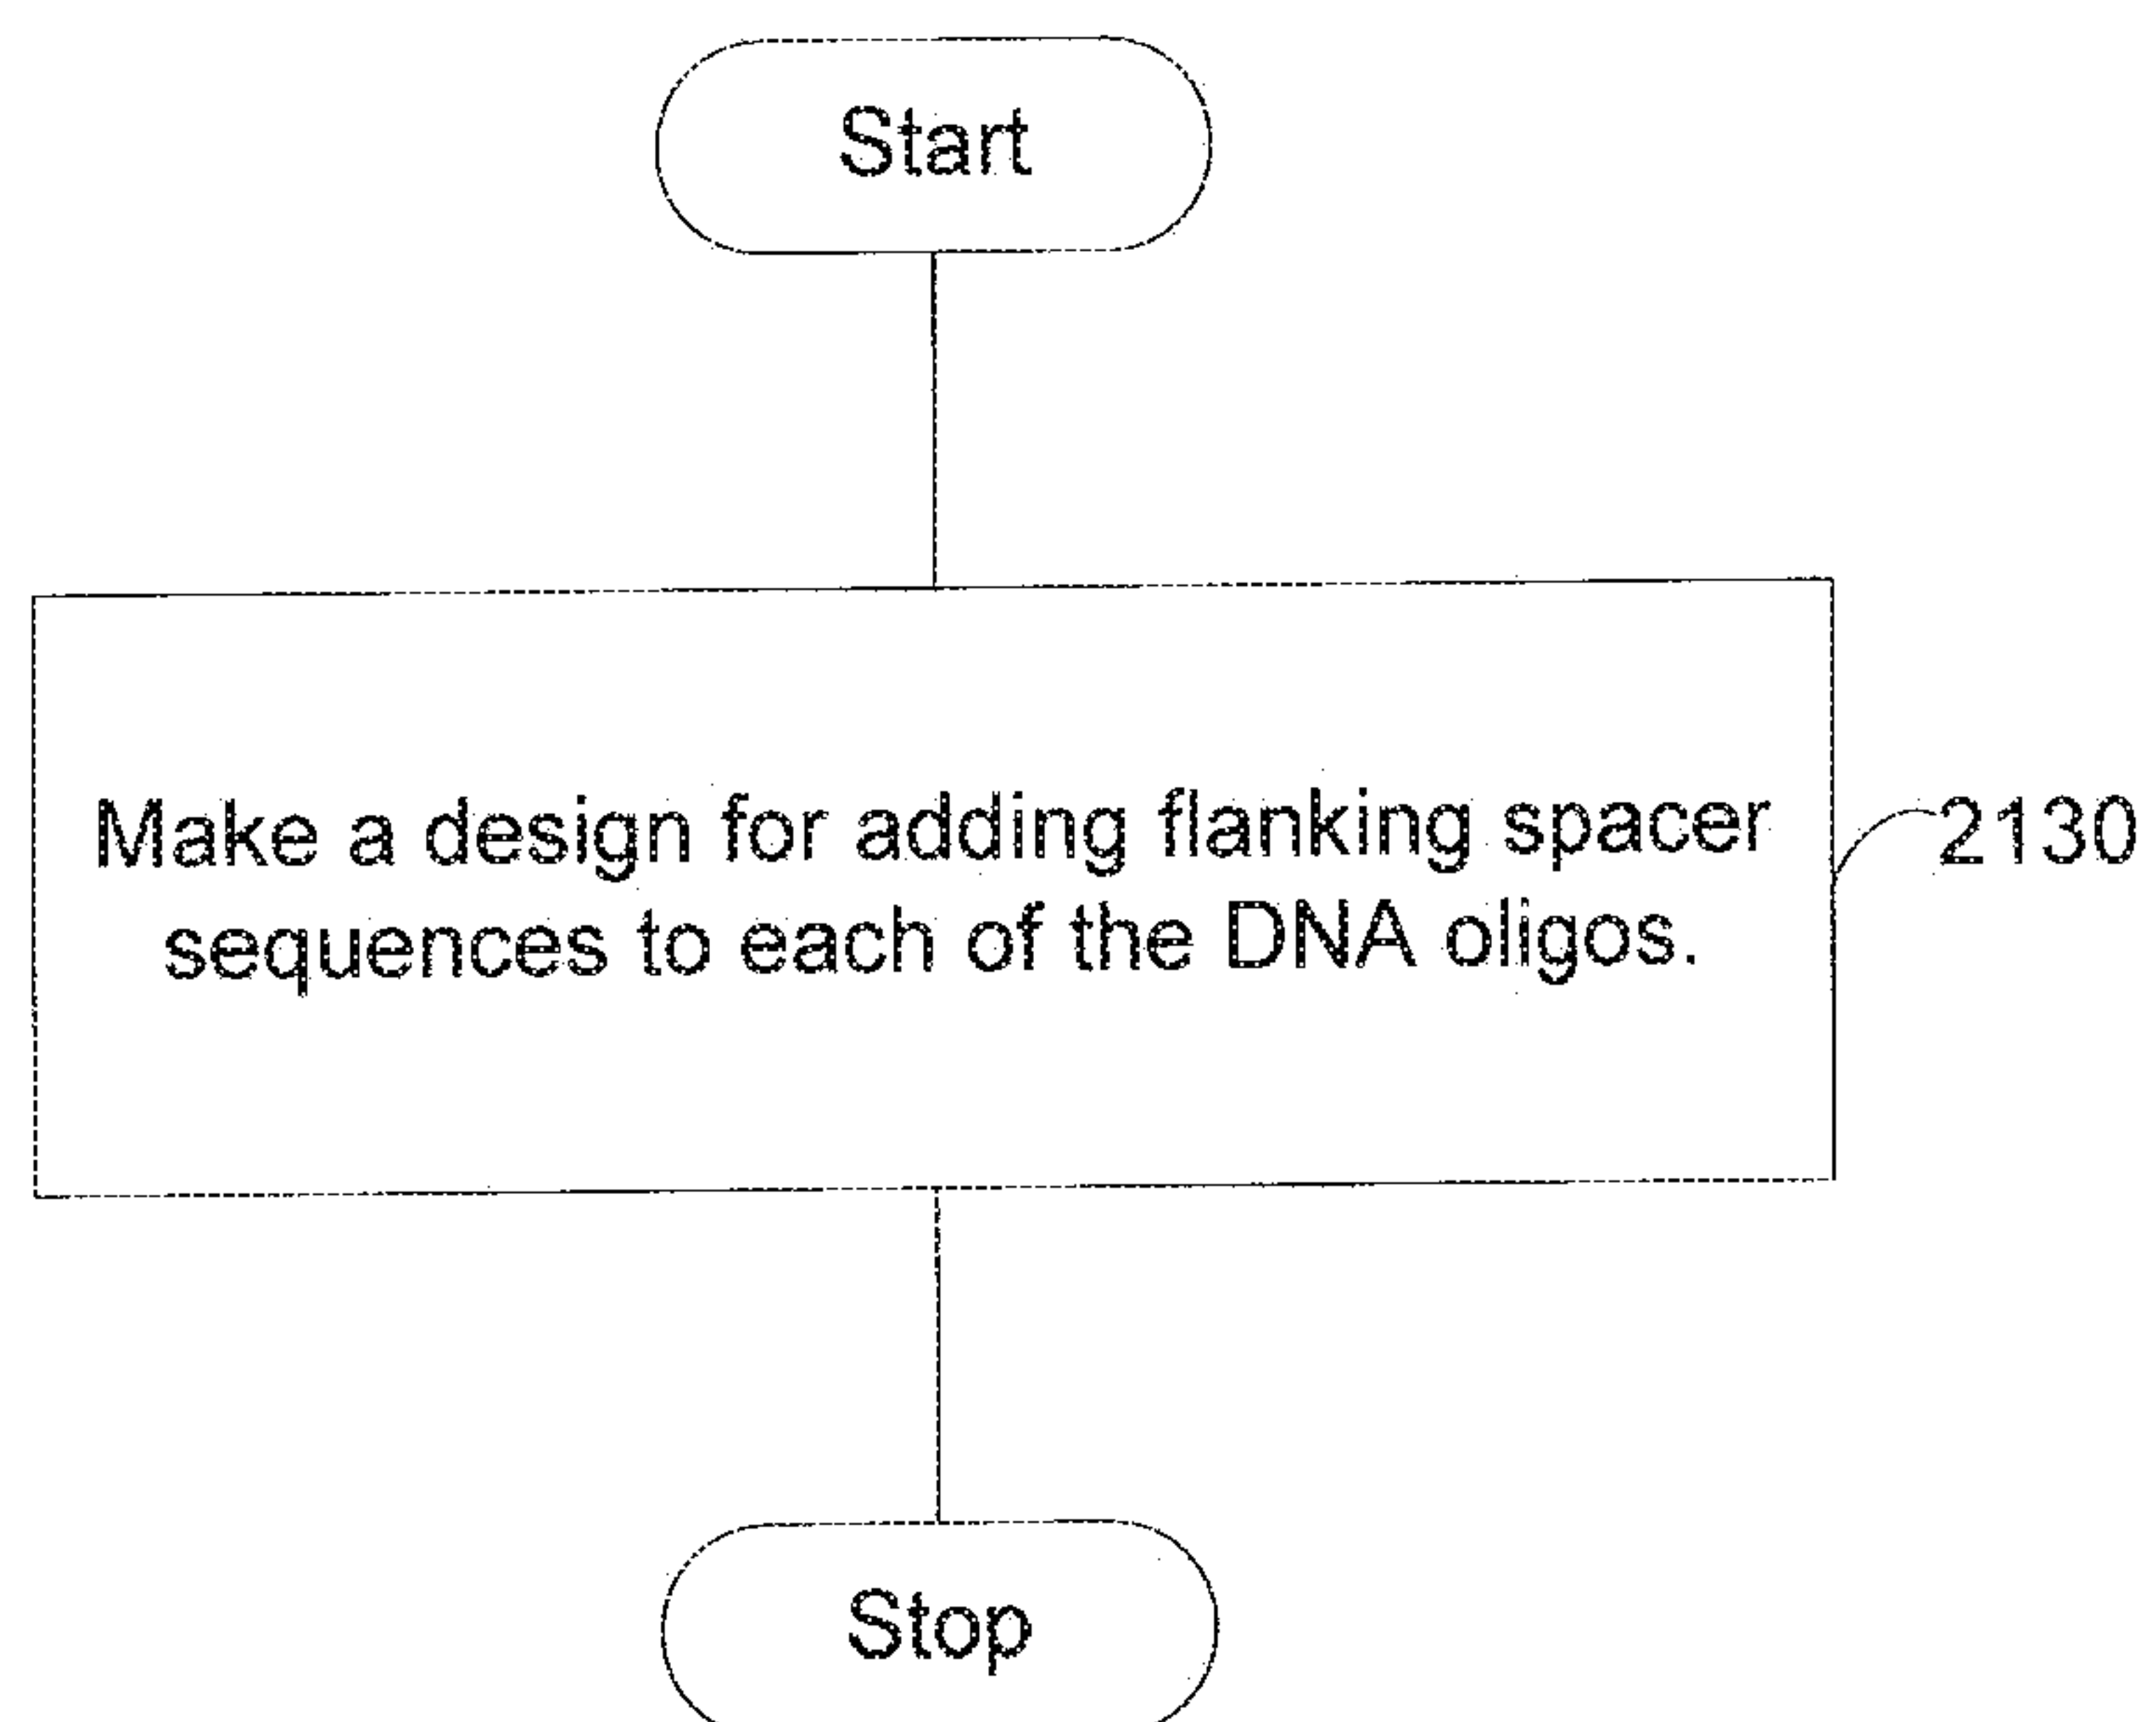 Start
Make a design for adding flanking spacer
sequences to each of the DNA oligos.
2130
Stop